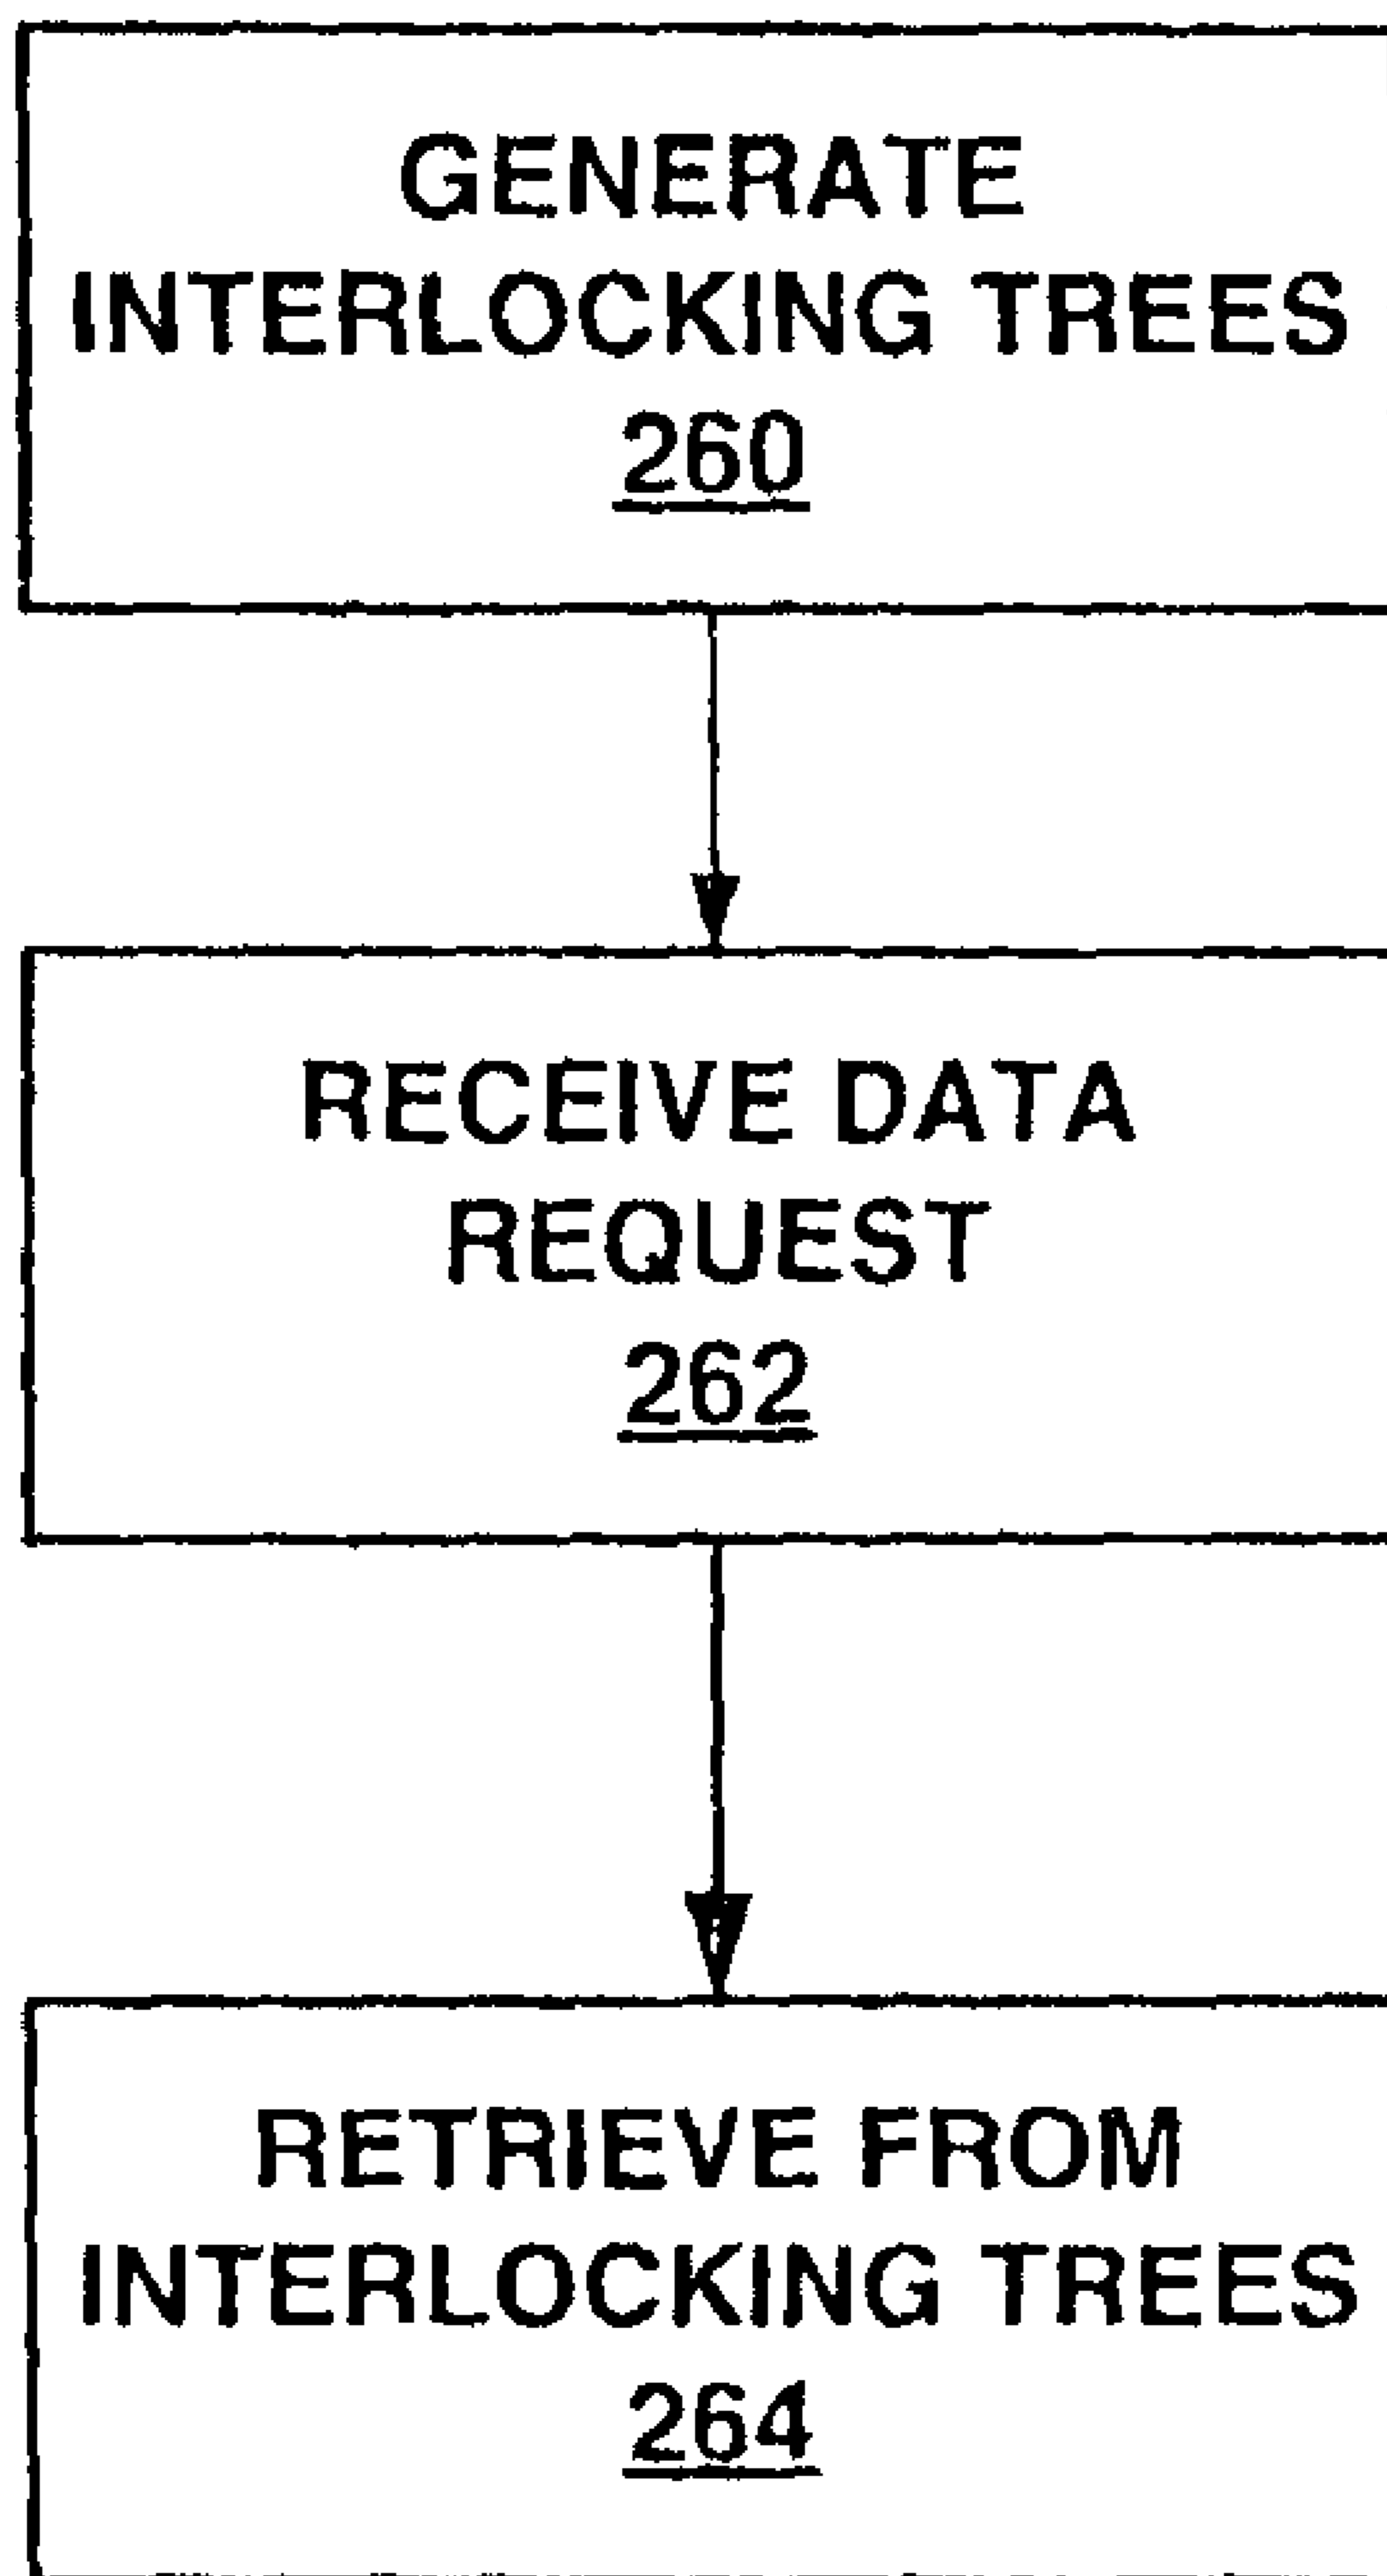 GENERATE
INTERLOCKING TREES
260
RECEIVE DATA
REQUEST
262
RETRIEVE FROM
INTERLOCKING TREES
264